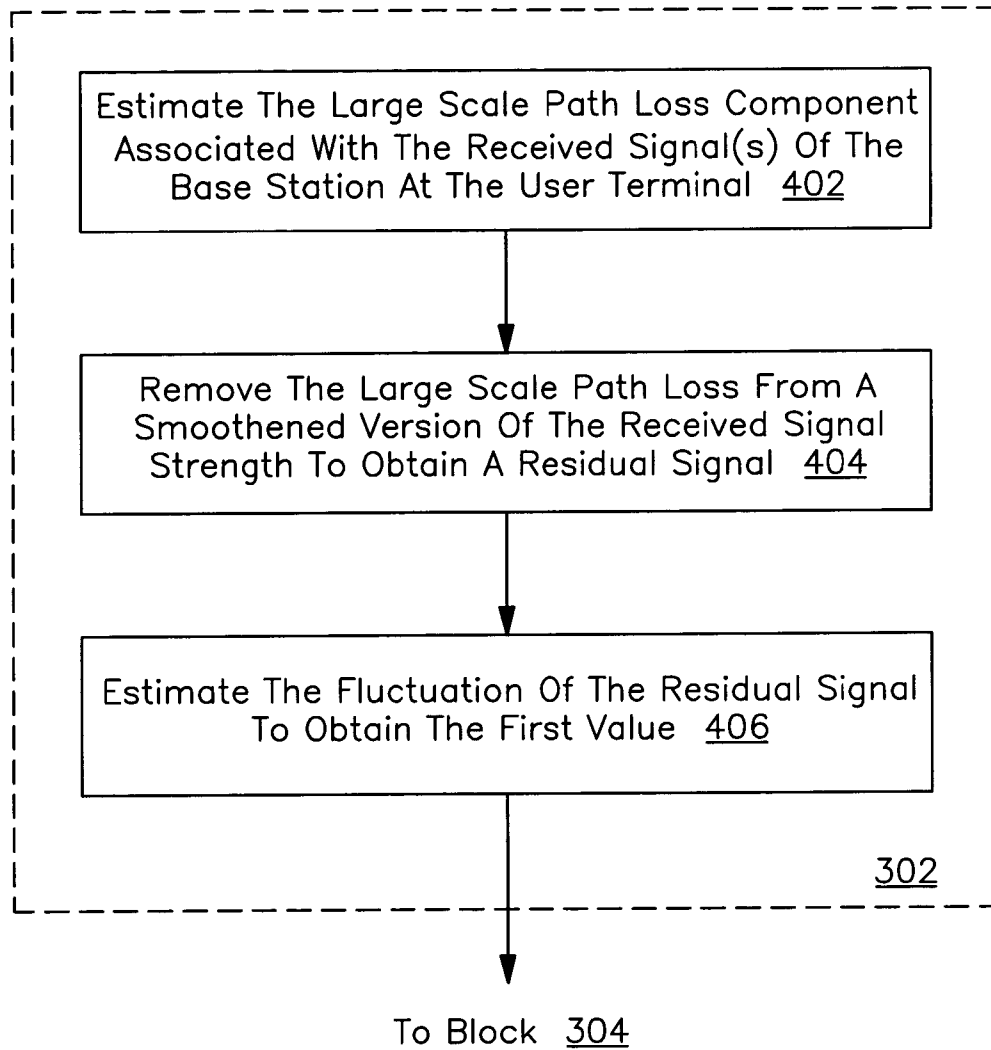 Estimate The Large Scale Path Loss Component
Associated With The Received Signal(s) Of The
Base Station At The User Terminal 402
Remove The Large Scale Path Loss From A
Smoothened Version Of The Received Signal
Strength To Obtain A Residual Signal 404
Estimate The Fluctuation Of The Residual Signal
To Obtain The First Value 406
302
To Block 304